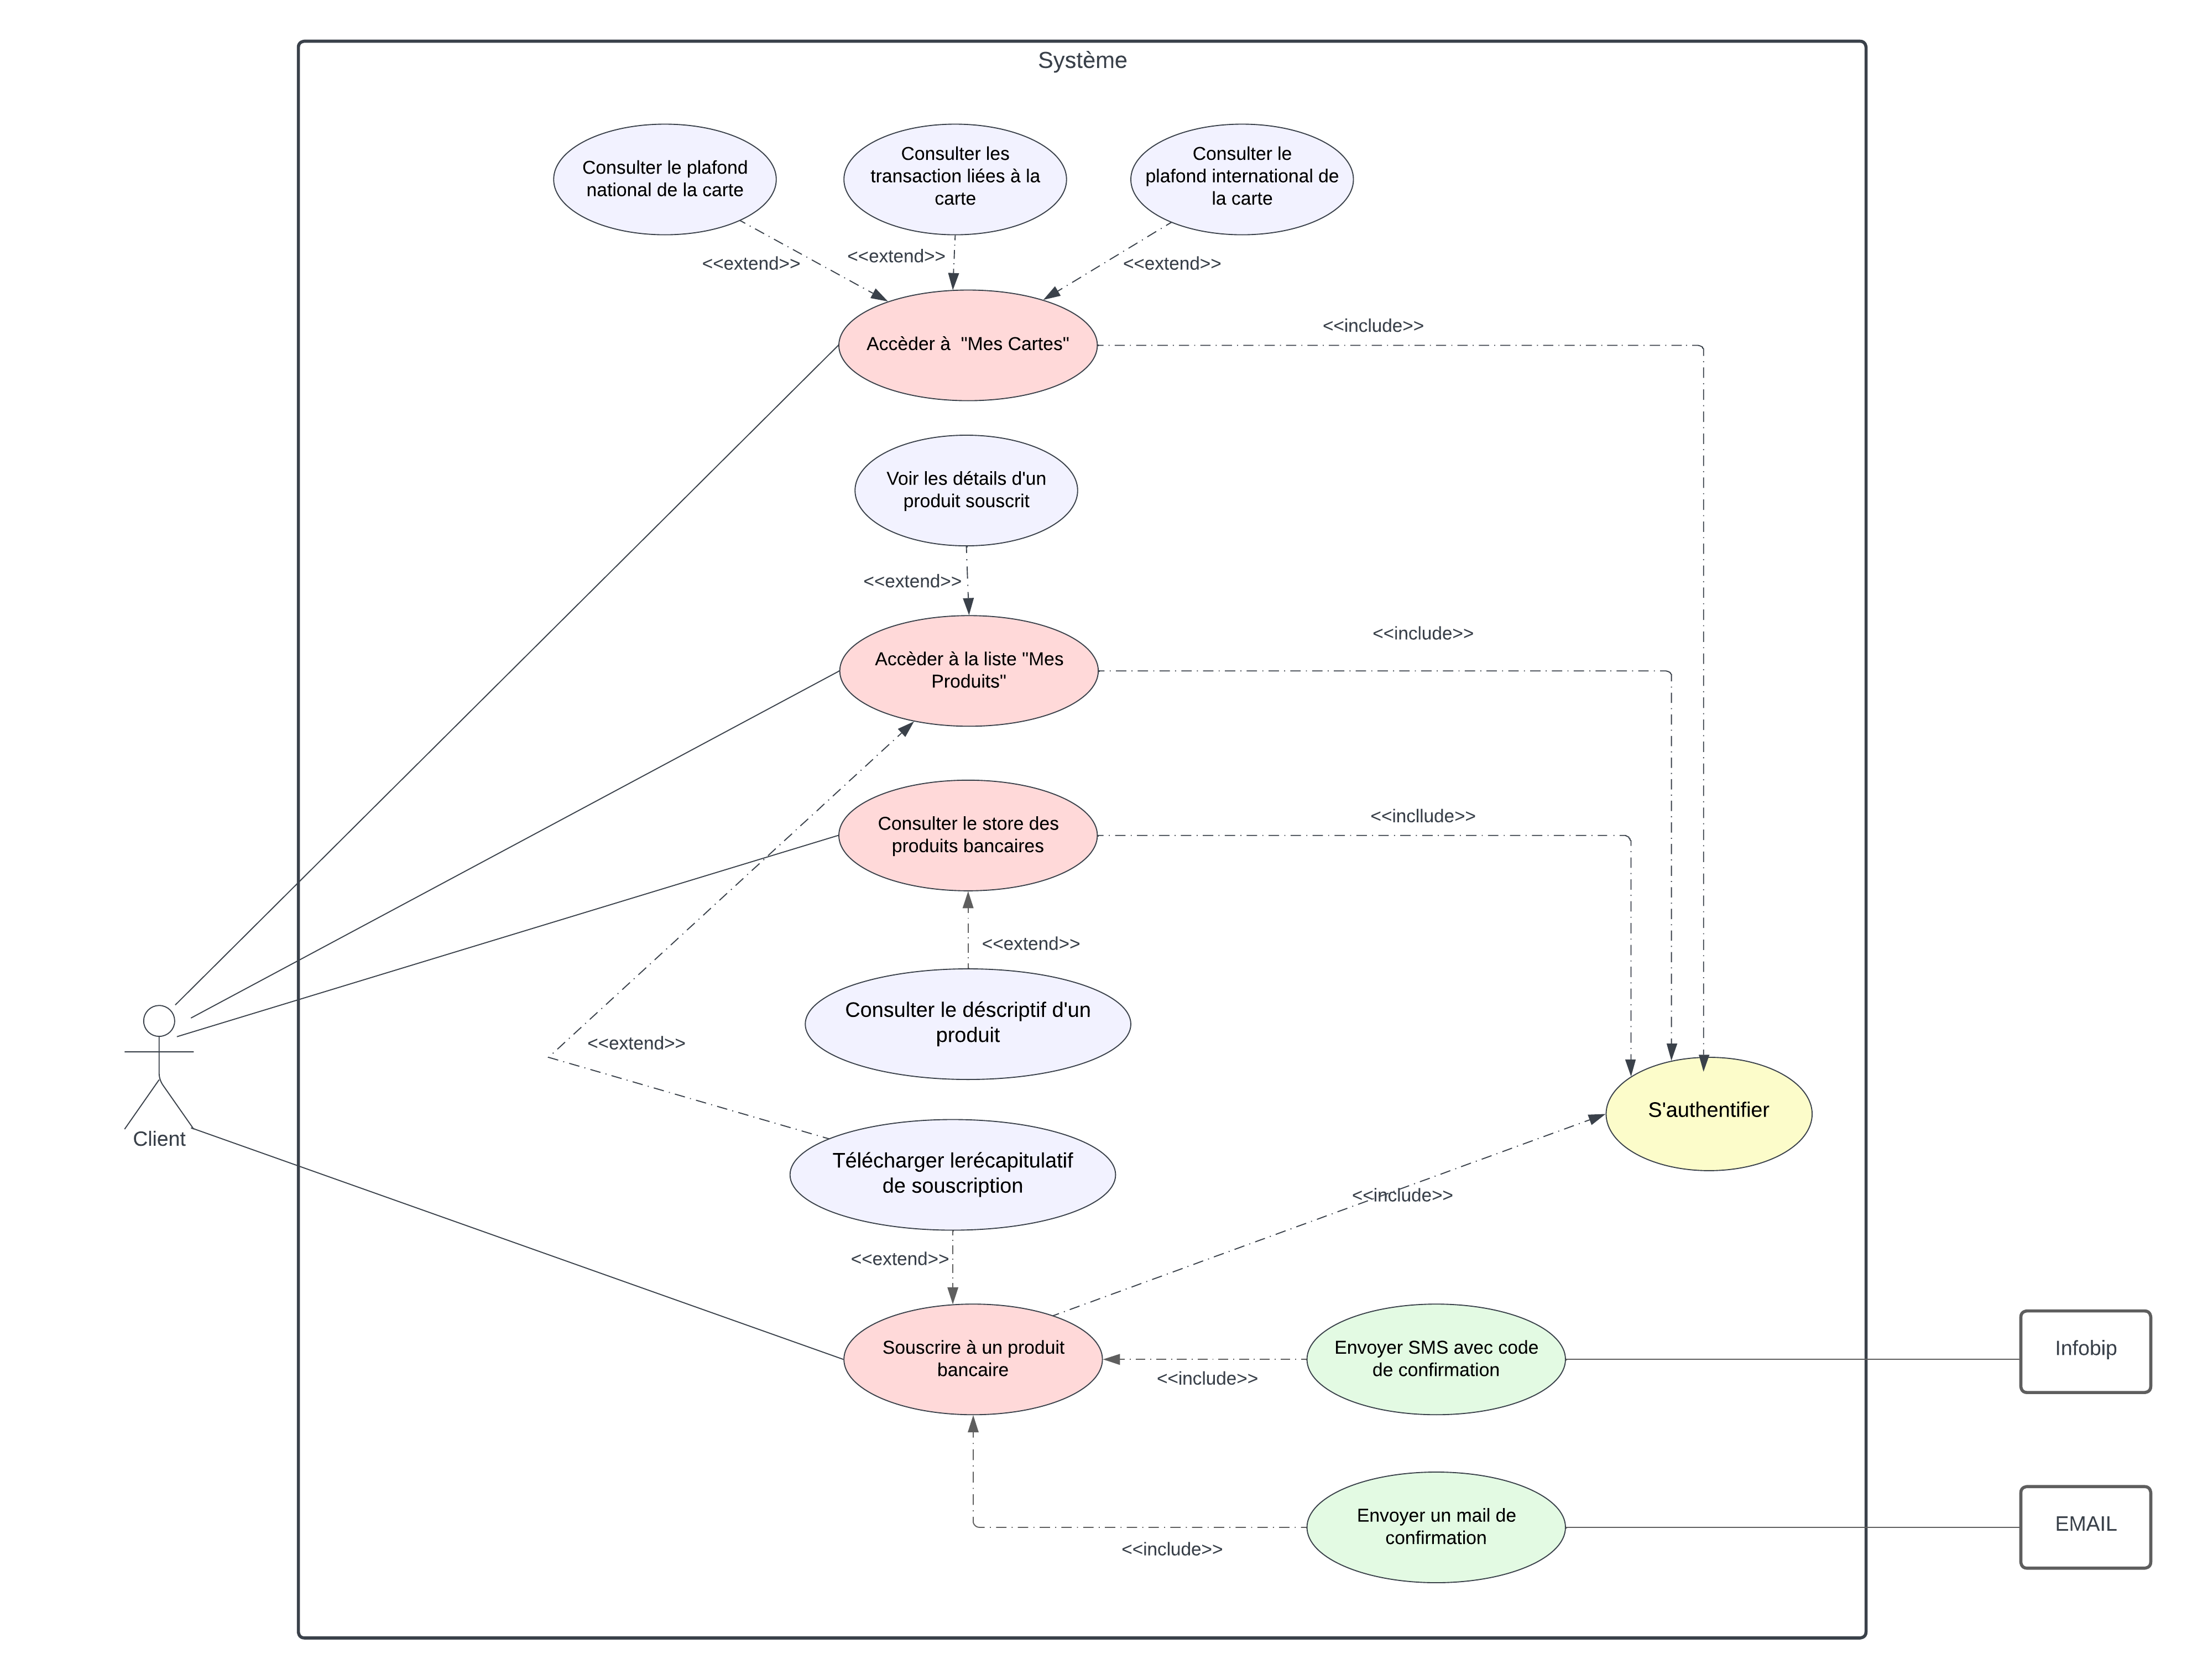 Système
Consulter le plafond
national de la carte
Consulter les
transaction liées à la
carte
Consulter le
plafond international de
la carte
<<extend>>
<<extend>>
<<extend>>
Accèder à  "Mes Cartes"
<<include>>
Voir les détails d'un
produit souscrit
<<extend>>
Accèder à la liste "Mes
Produits"
<<include>>
Consulter le store des
produits bancaires
<<incllude>>
<<extend>>
Consulter le déscriptif d'un
produit
<<extend>>
Client
S'authentifier
Télécharger lerécapitulatif
de souscription
<<include>>
<<extend>>
Souscrire à un produit
bancaire
<<include>>
Envoyer SMS avec code
de confirmation
Infobip
Envoyer un mail de
confirmation
<<include>>
EMAIL